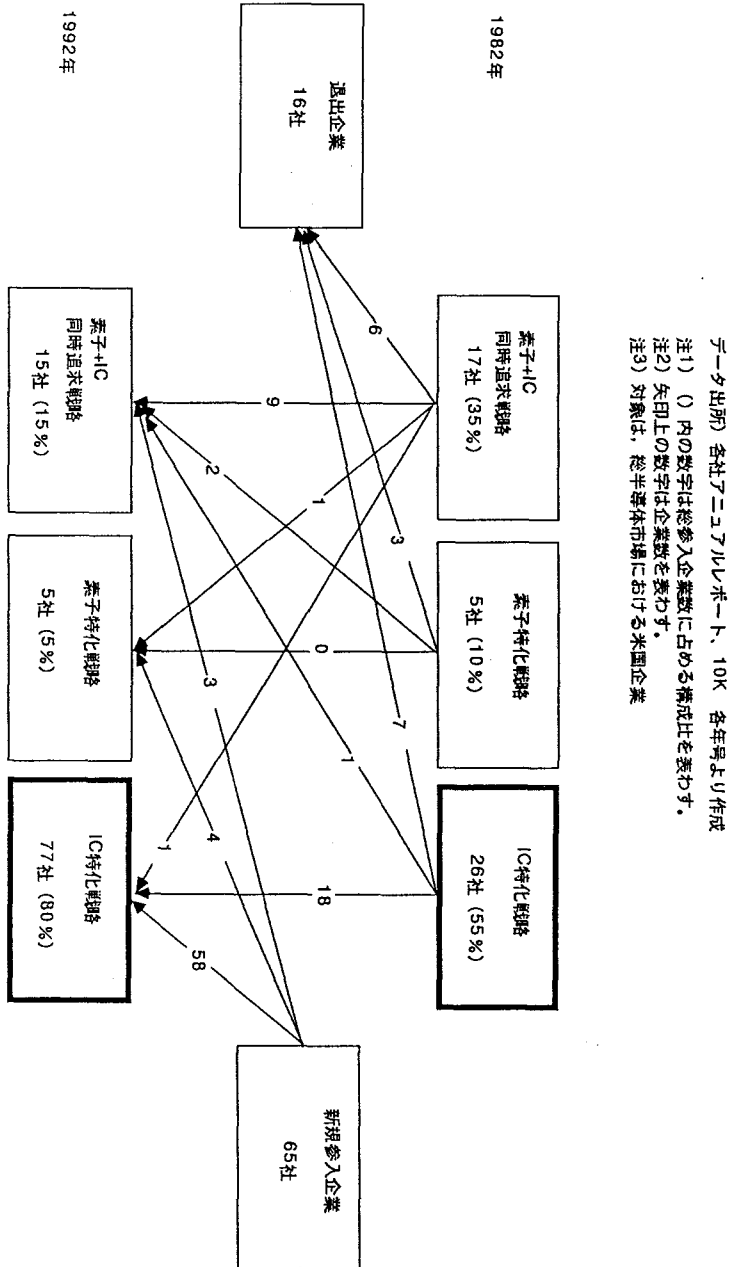 データ出所) 各社アニュアルレポート、10K 各年号より作成
注1) () 内の数字は総参入企業数に占める構成比を表わす。
注2) 矢印上の数字は企業数を表わす。
注3) 対象は，総半導体市場における米国企業
1982年
素子+IC
同時追求戦略
17社 (35%)
素子特化戦略
5社 (10%)
IC特化戦略
26社 (55%)
退出企業
16社
6
3
7
9
2
1
1
0
1
18
3
4
58
新規参入企業
65社
1992年
素子+IC
同時追求戦略
15社 (15%)
素子特化戦略
5社 (5%)
IC特化戦略
77社 (80%)